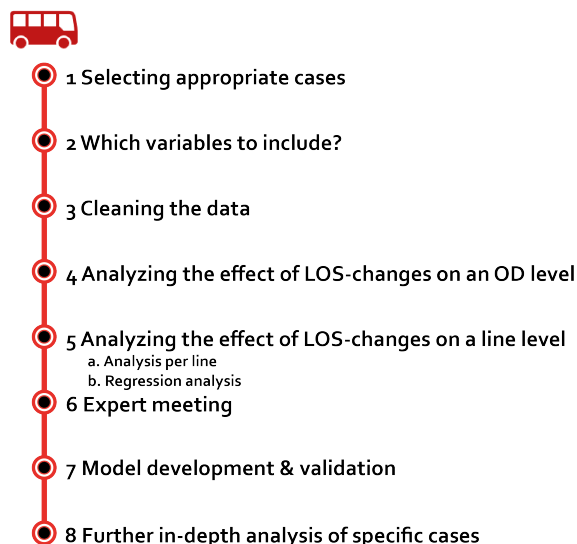 1 Selecting appropriate cases
2 Which variables to include?
3 Cleaning the data
4 Analyzing the effect of LOS-changes on an OD level
5 Analyzing the effect of LOS-changes on a line level
a. Analysis per line
b. Regression analysis
6 Expert meeting
7 Model development & validation
8 Further in-depth analysis of specific cases